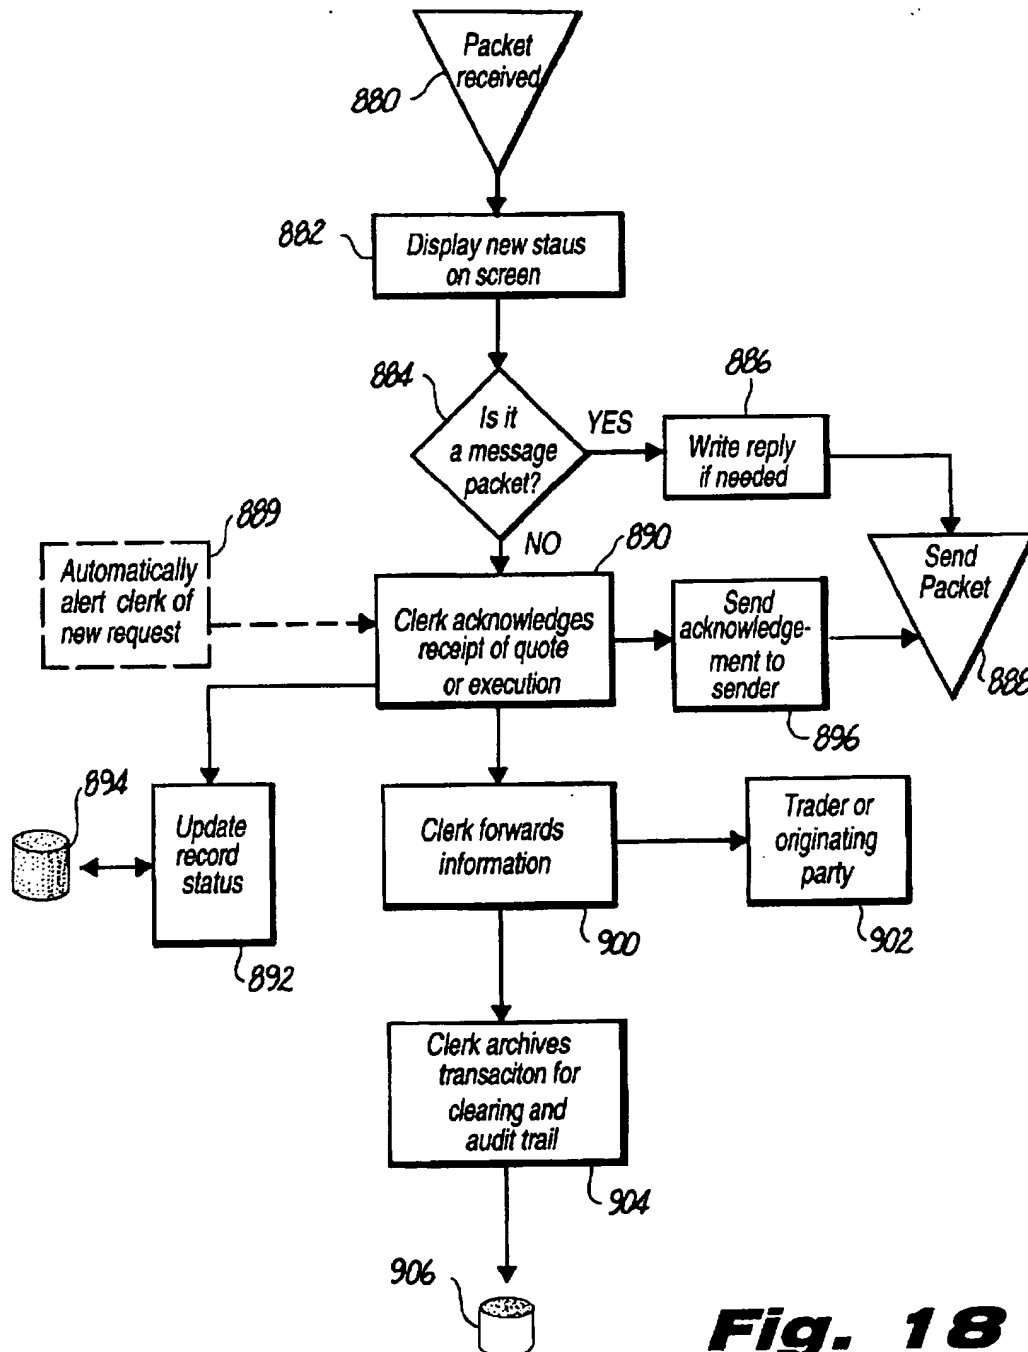 Packet
received
880
882
Display new staus
on screen
884
Is it
a message
packet?
YES
886
Write reply
if needed
NO
889
Automatically
alert clerk of
new request
890
Clerk acknowledges
receipt of quote
or execution
Send
acknowledge-
ment to
sender
896
Send
Packet
888
894
Update
record
status
892
Clerk forwards
information
900
Trader or
originating
party
902
Clerk archives
transaciton for
clearing and
audit trail
904
906
Fig. 18